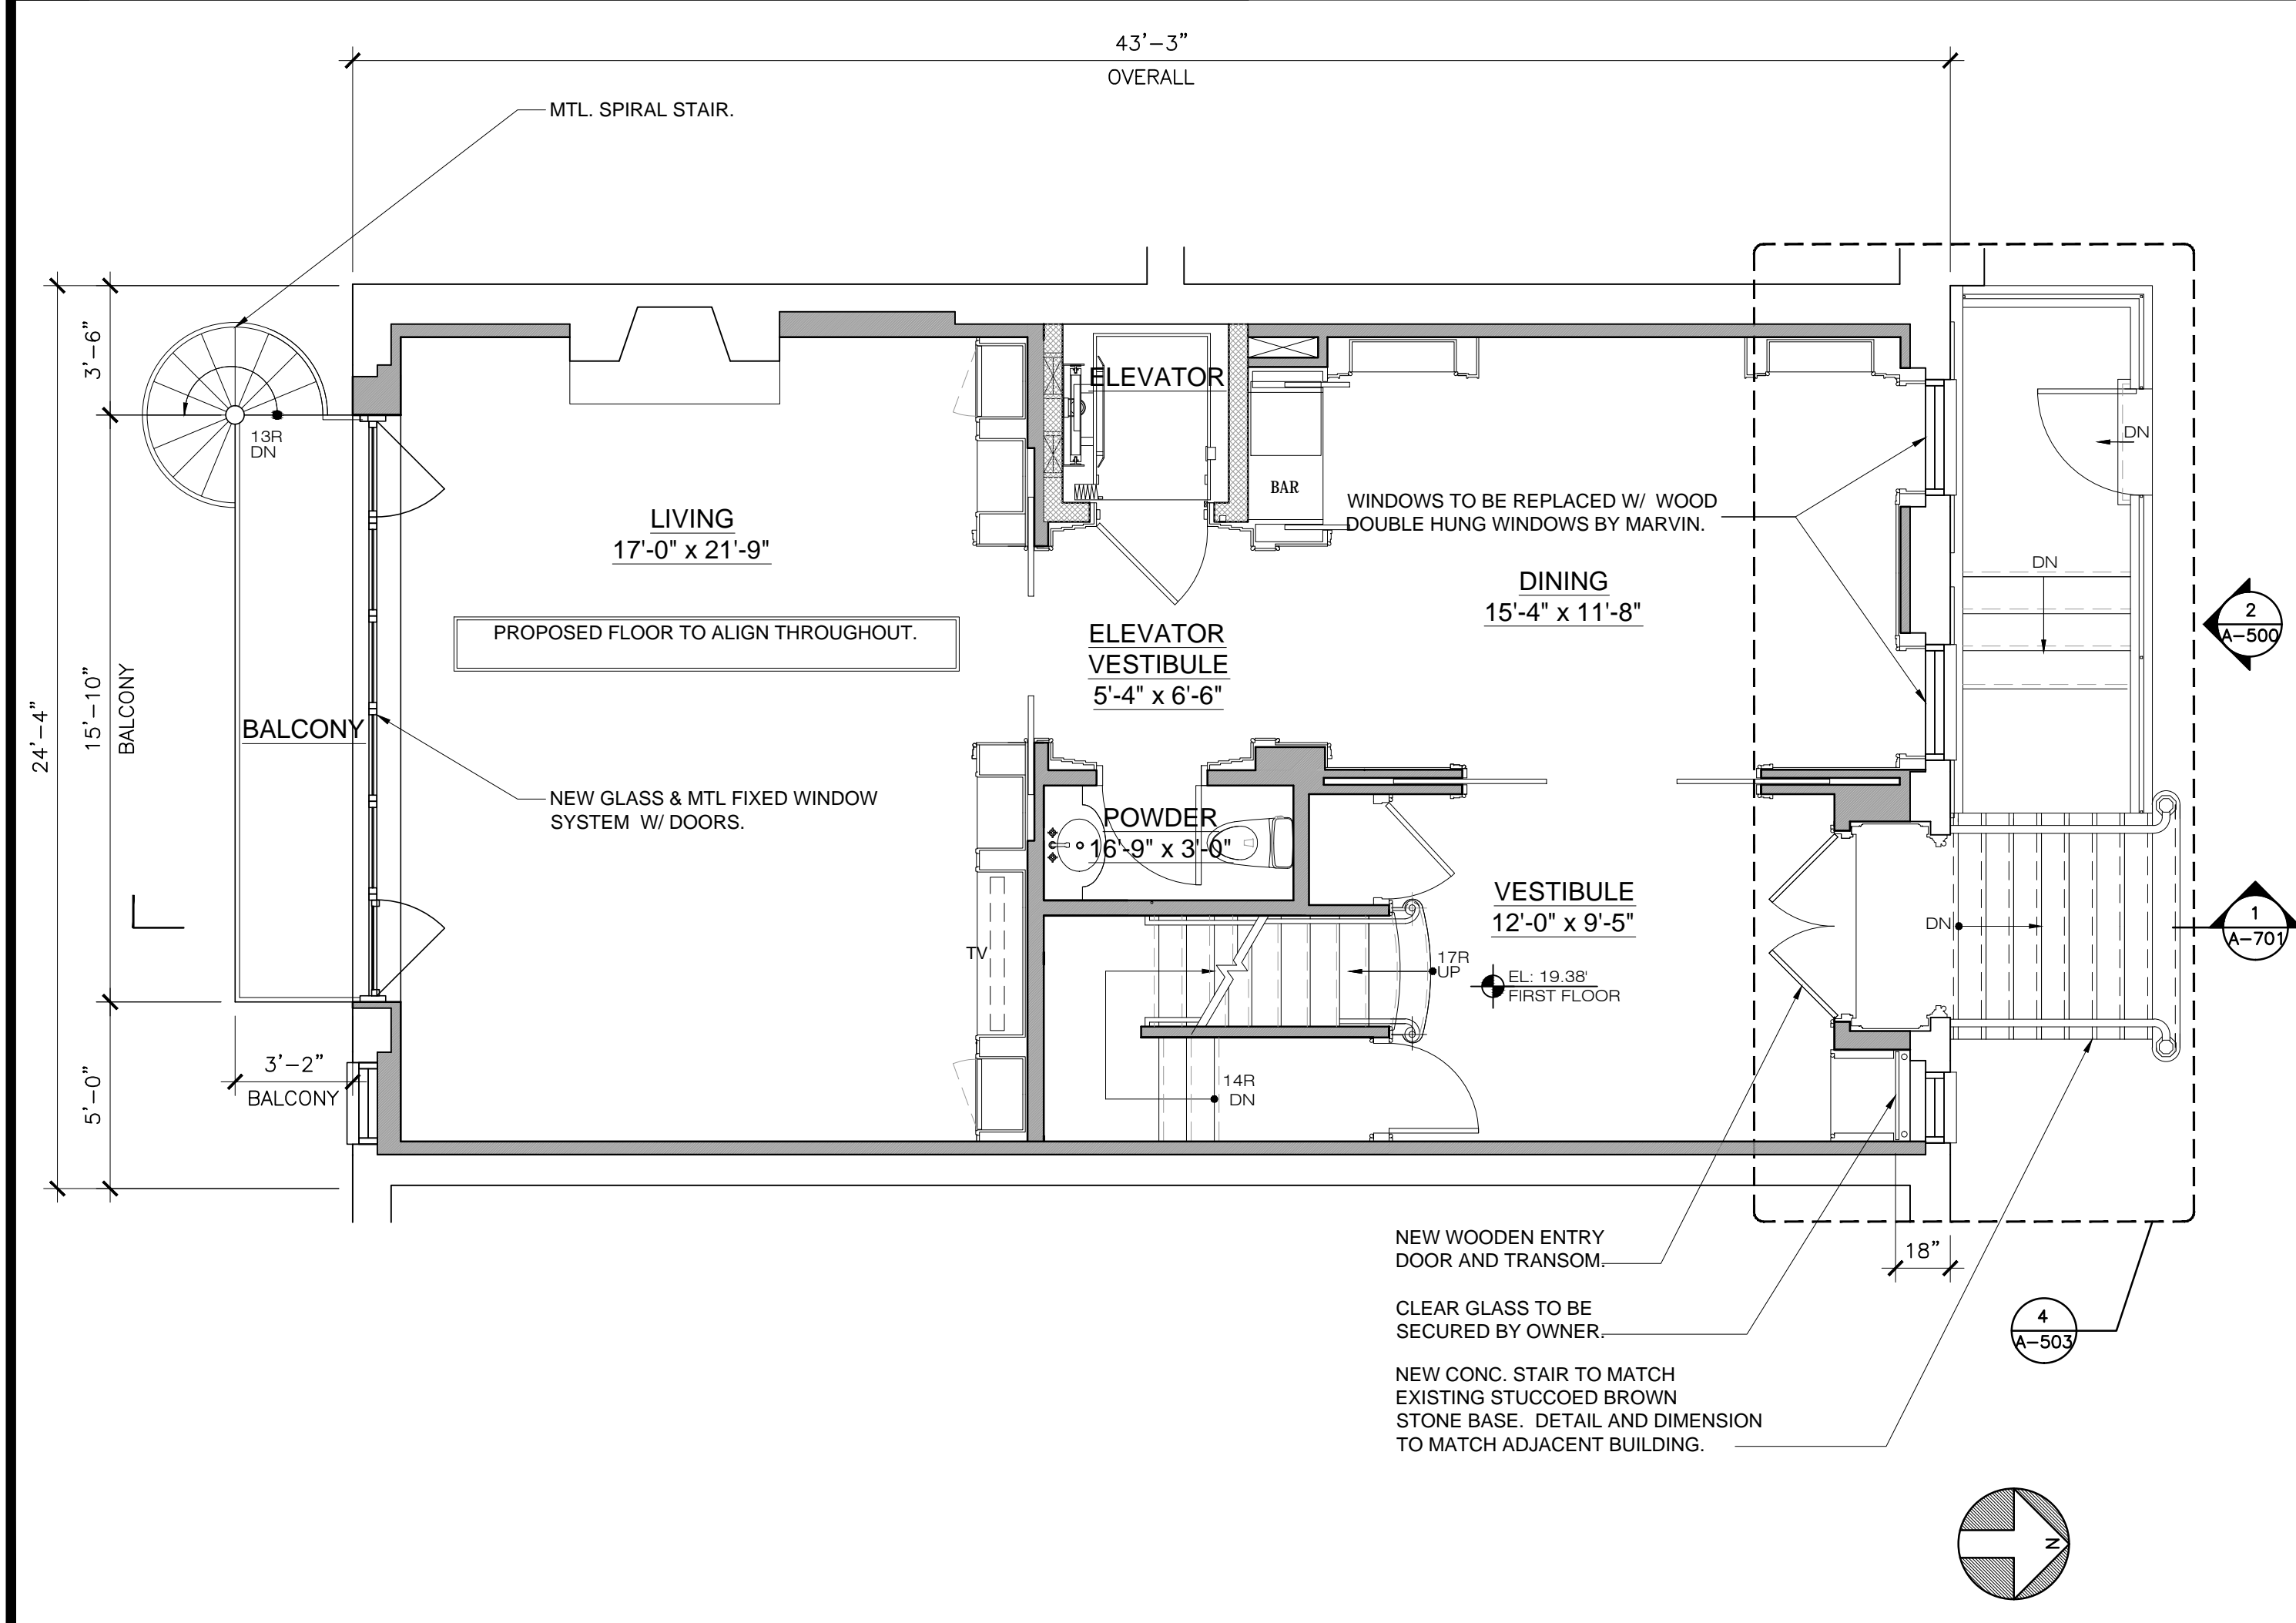 43'-3"
OVERALL
MTL. SPIRAL STAIR.
3'-6"
24'-4"
15'-10"
BALCONY
5'-0"
3'-2"
BALCONY
13R
DN
BALCONY
LIVING
17'-0" x 21'-9"
PROPOSED FLOOR TO ALIGN THROUGHOUT.
NEW GLASS & MTL FIXED WINDOW
SYSTEM W/ DOORS.
TV
ELEVATOR
BAR
ELEVATOR
VESTIBULE
5'-4" x 6'-6"
POWDER
16'-9" x 3'-0"
WINDOWS TO BE REPLACED W/ WOOD
DOUBLE HUNG WINDOWS BY MARVIN.
DINING
15'-4" x 11'-8"
VESTIBULE
12'-0" x 9'-5"
17R
UP
EL: 19.38'
FIRST FLOOR
14R
DN
DN
DN
DN
2
A-500
1
A-701
18"
4
A-503
NEW WOODEN ENTRY
DOOR AND TRANSOM.
CLEAR GLASS TO BE
SECURED BY OWNER.
NEW CONC. STAIR TO MATCH
EXISTING STUCCOED BROWN
STONE BASE. DETAIL AND DIMENSION
TO MATCH ADJACENT BUILDING.
N